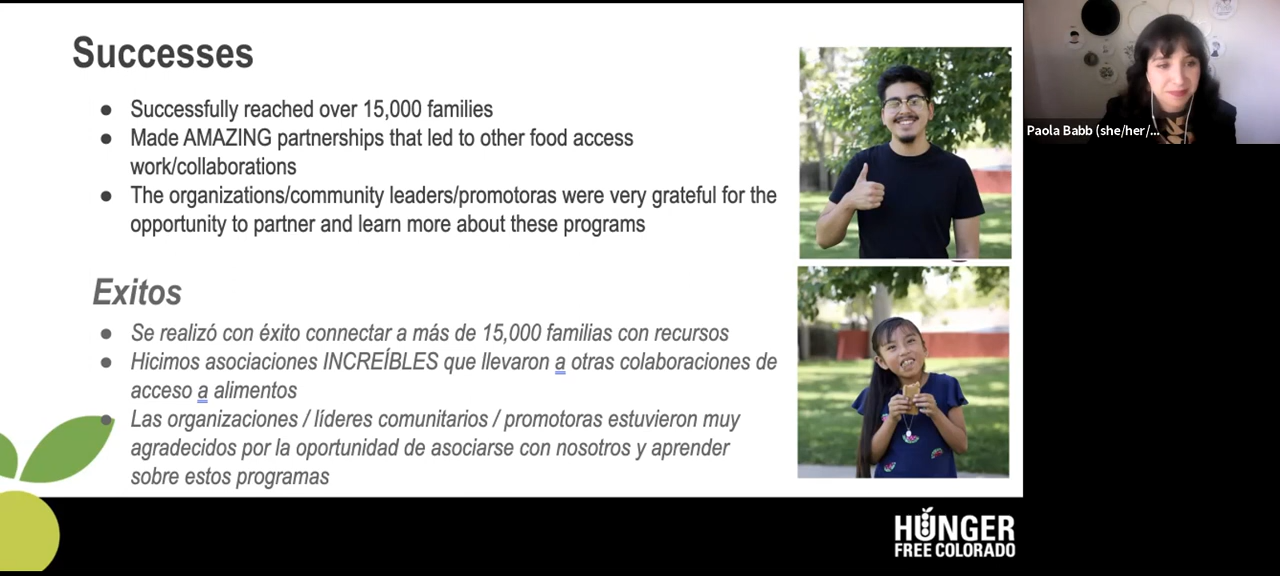 Successes
● Successfully reached over 15,000 families
● Made AMAZING partnerships that led to other food access
work/collaborations
● The organizations/community leaders/promotoras were very grateful for the
opportunity to partner and learn more about these programs
Exitos
● Se realizó con éxito connectar a más de 15,000 familias con recursos
● Hicimos asociaciones INCREÍBLES que llevaron a otras colaboraciones de
acceso a alimentos
● Las organizaciones / líderes comunitarios / promotoras estuvieron muy
agradecidos por la oportunidad de asociarse con nosotros y aprender
sobre estos programas
HUNGER
FREE COLORADO
Paola Babb (she/her/...